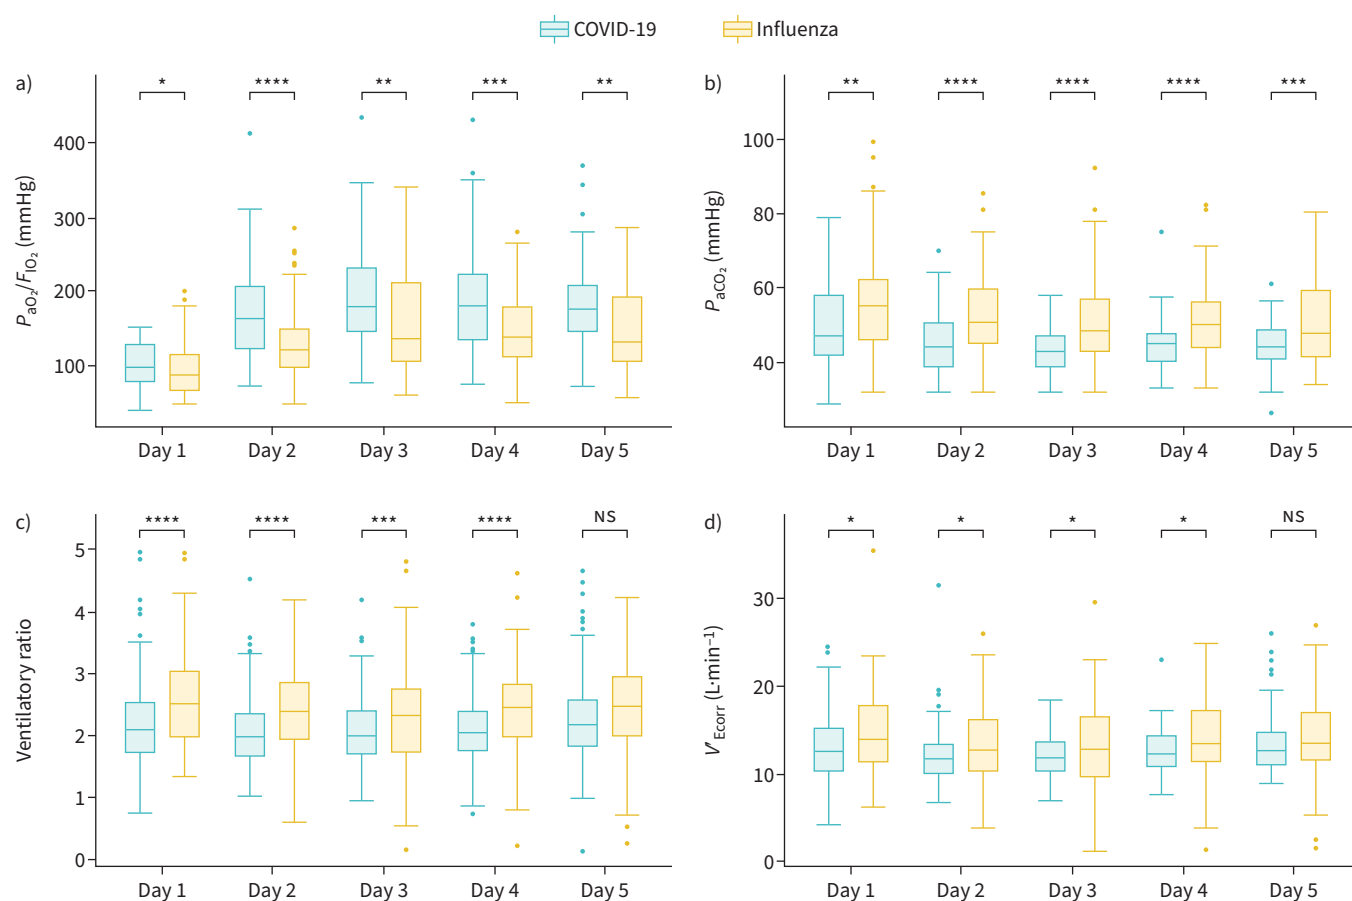 COVID-19 Influenza
a)
* **** ** *** **
400
300
200
100
PaO2/FIO2 (mmHg)
Day 1 Day 2 Day 3 Day 4 Day 5
b)
** **** **** **** ***
100
80
60
40
PaCO2 (mmHg)
Day 1 Day 2 Day 3 Day 4 Day 5
c)
**** **** *** **** NS
5
4
3
2
1
0
Ventilatory ratio
Day 1 Day 2 Day 3 Day 4 Day 5
d)
* * * * NS
30
20
10
0
V′Ecorr (L·min−1)
Day 1 Day 2 Day 3 Day 4 Day 5